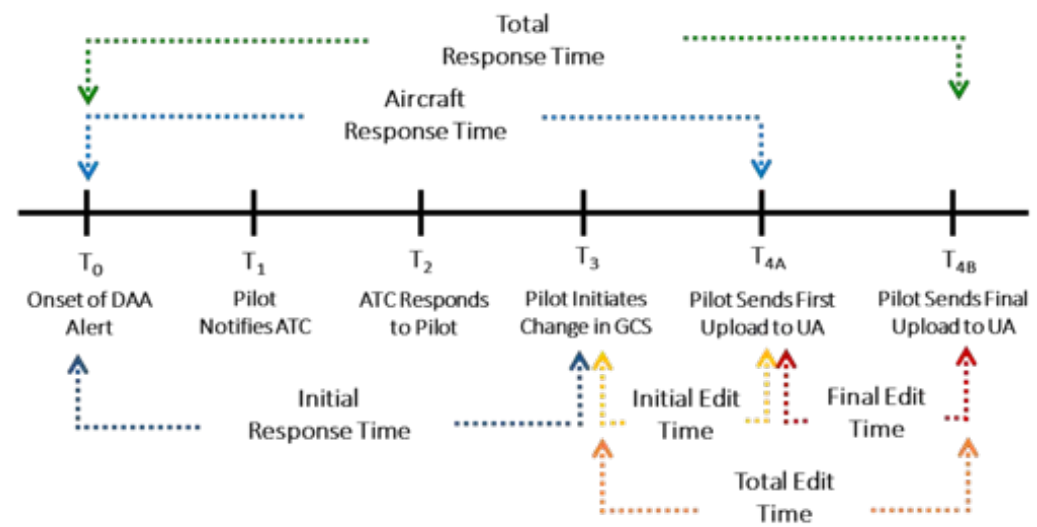 Total
Response Time
Aircraft
Response Time
T0
T1
T2
T3
T4A
T4B
Onset of DAA
Alert
Pilot
Notifies ATC
ATC Responds
to Pilot
Pilot Initiates
Change in GCS
Pilot Sends First
Upload to UA
Pilot Sends Final
Upload to UA
Initial
Response Time
Initial Edit
Time
Final Edit
Time
Total Edit
Time